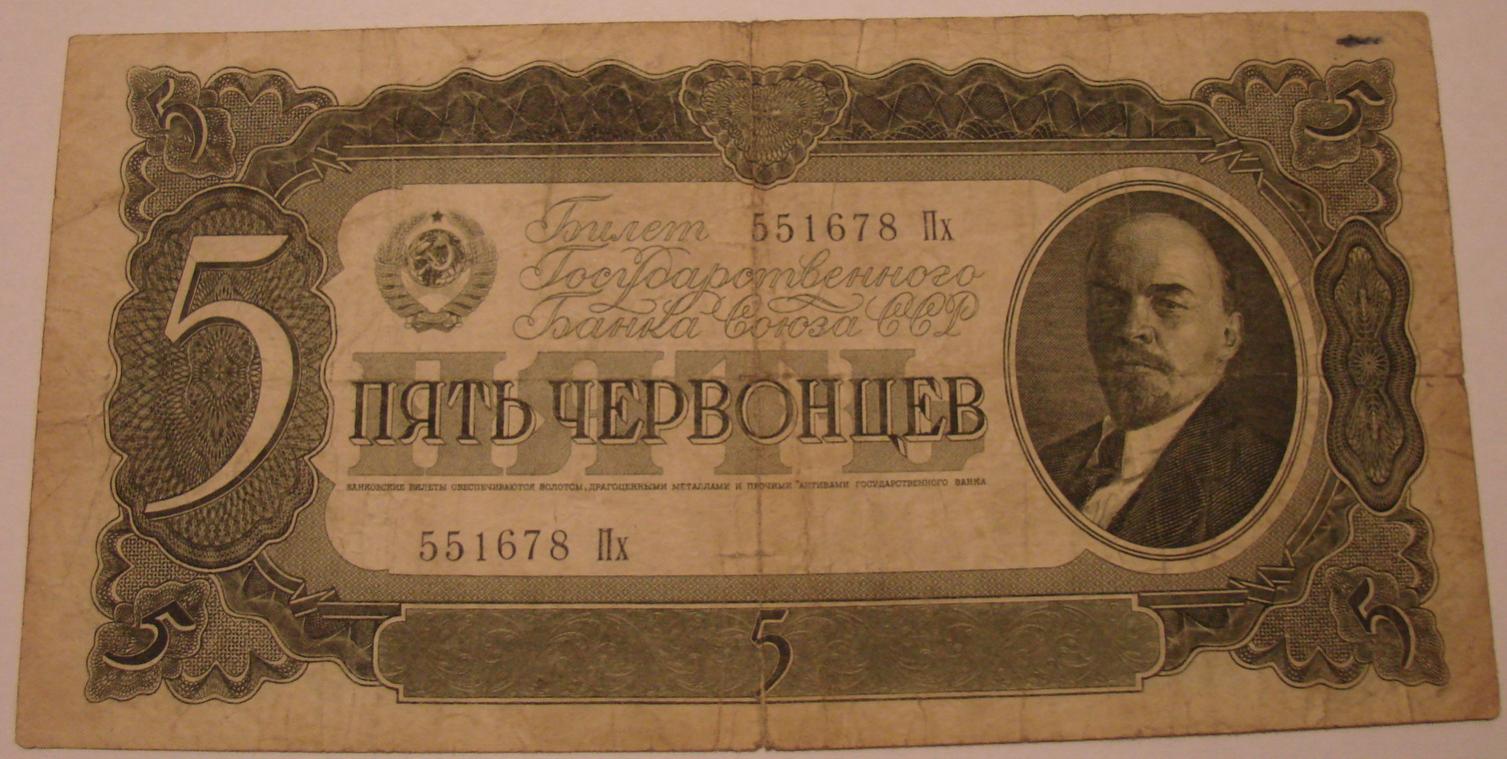 5 5
Билет 551678 Пх
Государственного
Банка Союза ССР
5
ПЯТЬ
ПЯТЬ ЧЕРВОНЦЕВ
БАНКОВСКИЕ БИЛЕТЫ ОБЕСПЕЧИВАЮТСЯ ЗОЛОТОМ, ДРАГОЦЕННЫМИ МЕТАЛЛАМИ И ПРОЧИМИ АКТИВАМИ ГОСУДАРСТВЕННОГО БАНКА
551678 Пх
5 5 5